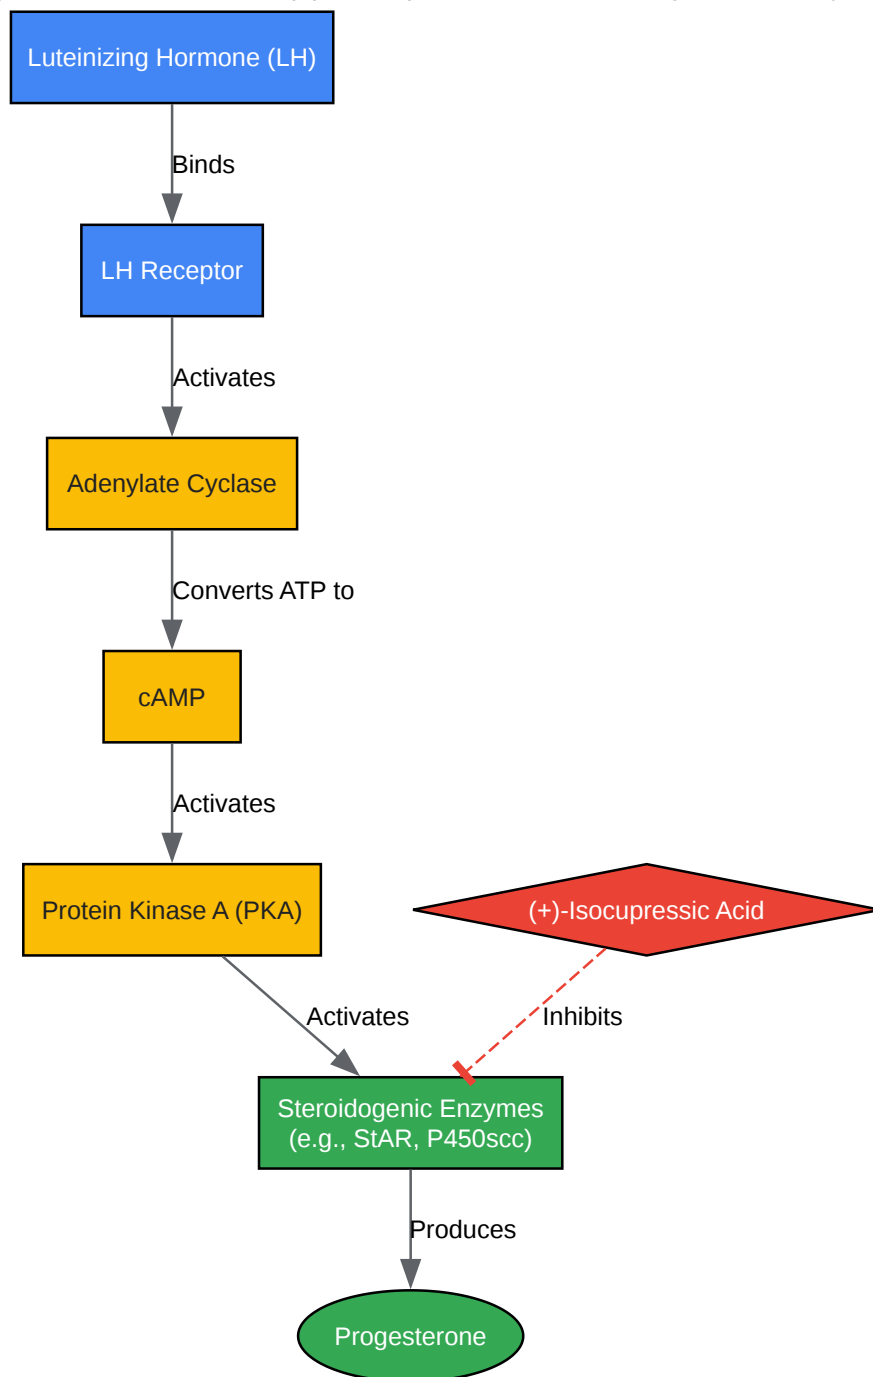 Luteinizing Hormone (LH)
Binds
LH Receptor
Activates
Adenylate Cyclase
Converts ATP to
cAMP
Activates
Protein Kinase A (PKA)
(+)-Isocupressic Acid
Activates
Inhibits
Steroidogenic Enzymes
(e.g., StAR, P450scc)
Produces
Progesterone